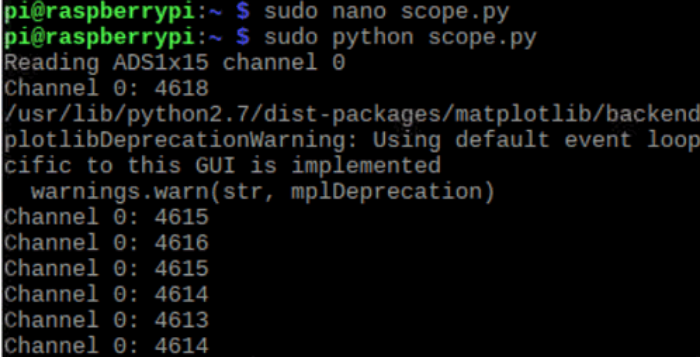 pi@raspberrypi:~ $ sudo nano scope.py
pi@raspberrypi:~ $ sudo python scope.py
Reading ADS1x15 channel 0
Channel 0: 4618
/usr/lib/python2.7/dist-packages/matplotlib/backend
plotlibDeprecationWarning: Using default event loop
cific to this GUI is implemented
  warnings.warn(str, mplDeprecation)
Channel 0: 4615
Channel 0: 4616
Channel 0: 4615
Channel 0: 4614
Channel 0: 4613
Channel 0: 4614